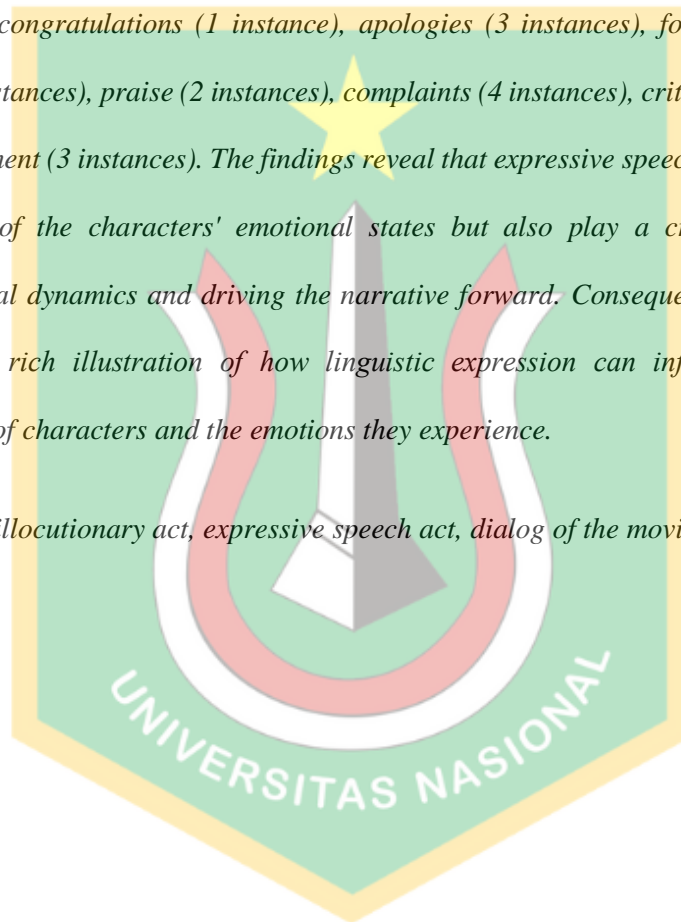 congratulations (1 instance), apologies (3 instances), fo
tances), praise (2 instances), complaints (4 instances), crit
ent (3 instances). The findings reveal that expressive speec
of the characters' emotional states but also play a c
al dynamics and driving the narrative forward. Conseque
rich illustration of how linguistic expression can inf
of characters and the emotions they experience.
illocutionary act, expressive speech act, dialog of the movi
UNIVERSITAS NASIONAL